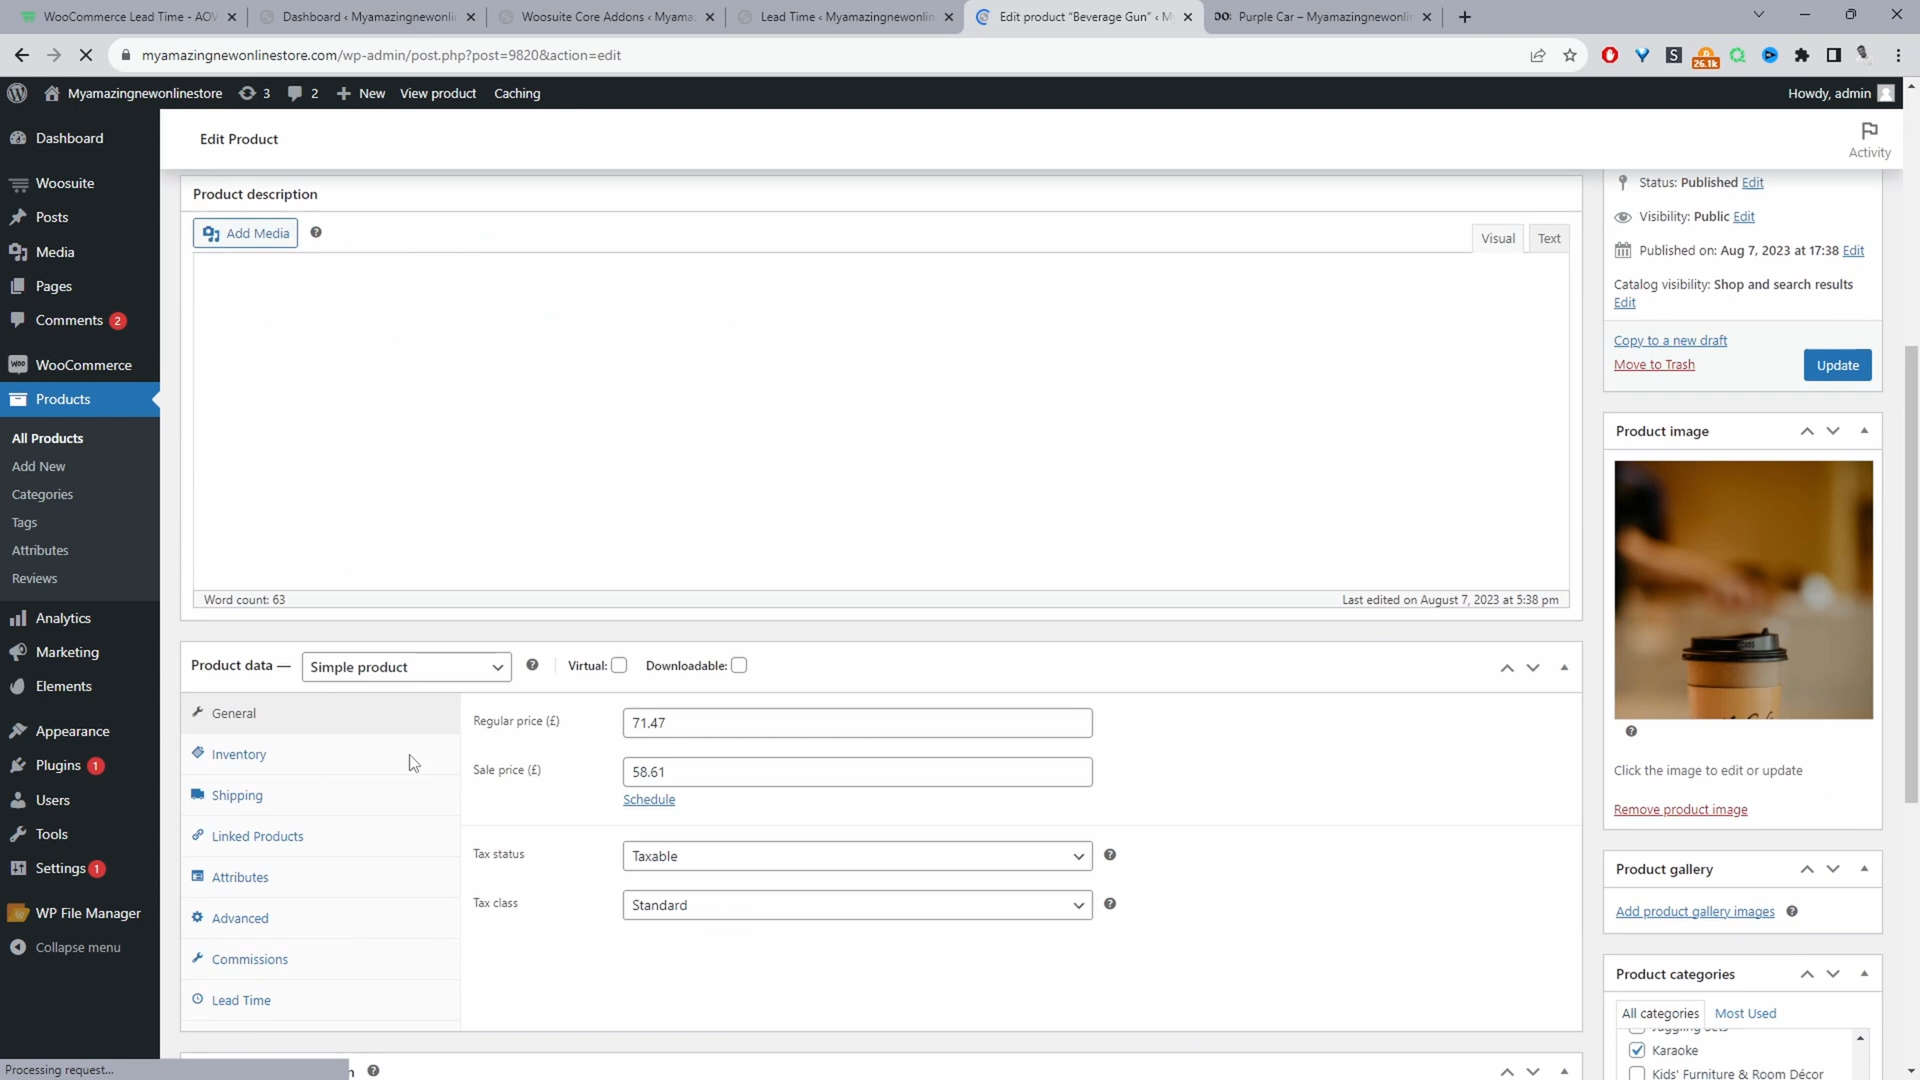 WooCommerce Lead Time - AOV
Dashboard ‹ Myamazingnewonlin
Woosuite Core Addons ‹ Myama
Lead Time ‹ Myamazingnewonlin
Edit product “Beverage Gun” ‹ M
Purple Car – Myamazingnewonlin
myamazingnewonlinestore.com/wp-admin/post.php?post=9820&action=edit
26.1k
Myamazingnewonlinestore
3
2
New
View product
Caching
Howdy, admin
Dashboard
Woosuite
Posts
Media
Pages
Comments 2
WooCommerce
Products
All Products
Add New
Categories
Tags
Attributes
Reviews
Analytics
Marketing
Elements
Appearance
Plugins 1
Users
Tools
Settings 1
WP File Manager
Collapse menu
Processing request...
Edit Product
Activity
Product description
Add Media
Visual
Text
Word count: 63
Last edited on August 7, 2023 at 5:38 pm
Product data —
Simple product
Virtual:
Downloadable:
General
Inventory
Shipping
Linked Products
Attributes
Advanced
Commissions
Lead Time
Regular price (£)
71.47
Sale price (£)
58.61
Schedule
Tax status
Taxable
Tax class
Standard
Status: Published Edit
Visibility: Public Edit
Published on: Aug 7, 2023 at 17:38 Edit
Catalog visibility: Shop and search results
Edit
Copy to a new draft
Move to Trash
Update
Product image
Click the image to edit or update
Remove product image
Product gallery
Add product gallery images
Product categories
All categories
Most Used
Juggling Sets
Karaoke
Kids' Furniture & Room Décor